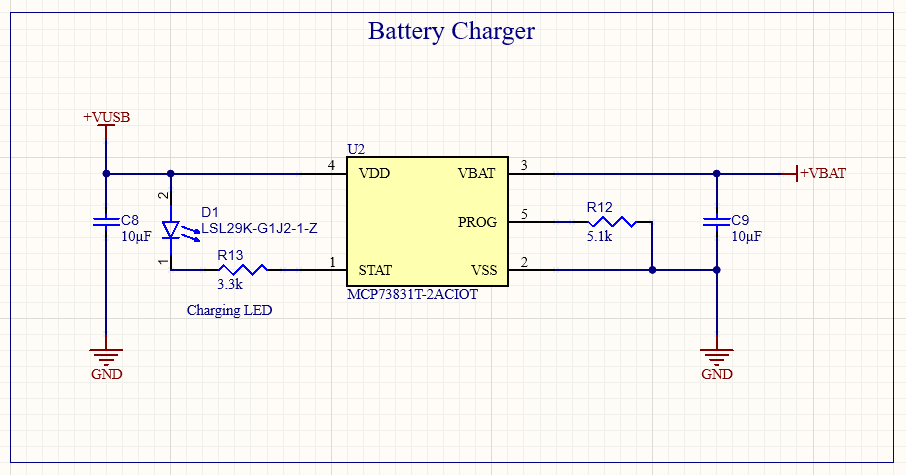 Battery Charger
+VUSB
U2
4
VDD
VBAT
3
+VBAT
2
D1
LSL29K-G1J2-1-Z
C8
10µF
PROG
5
R12
5.1k
C9
10µF
1
R13
3.3k
1
STAT
VSS
2
MCP73831T-2ACIOT
Charging LED
GND
GND